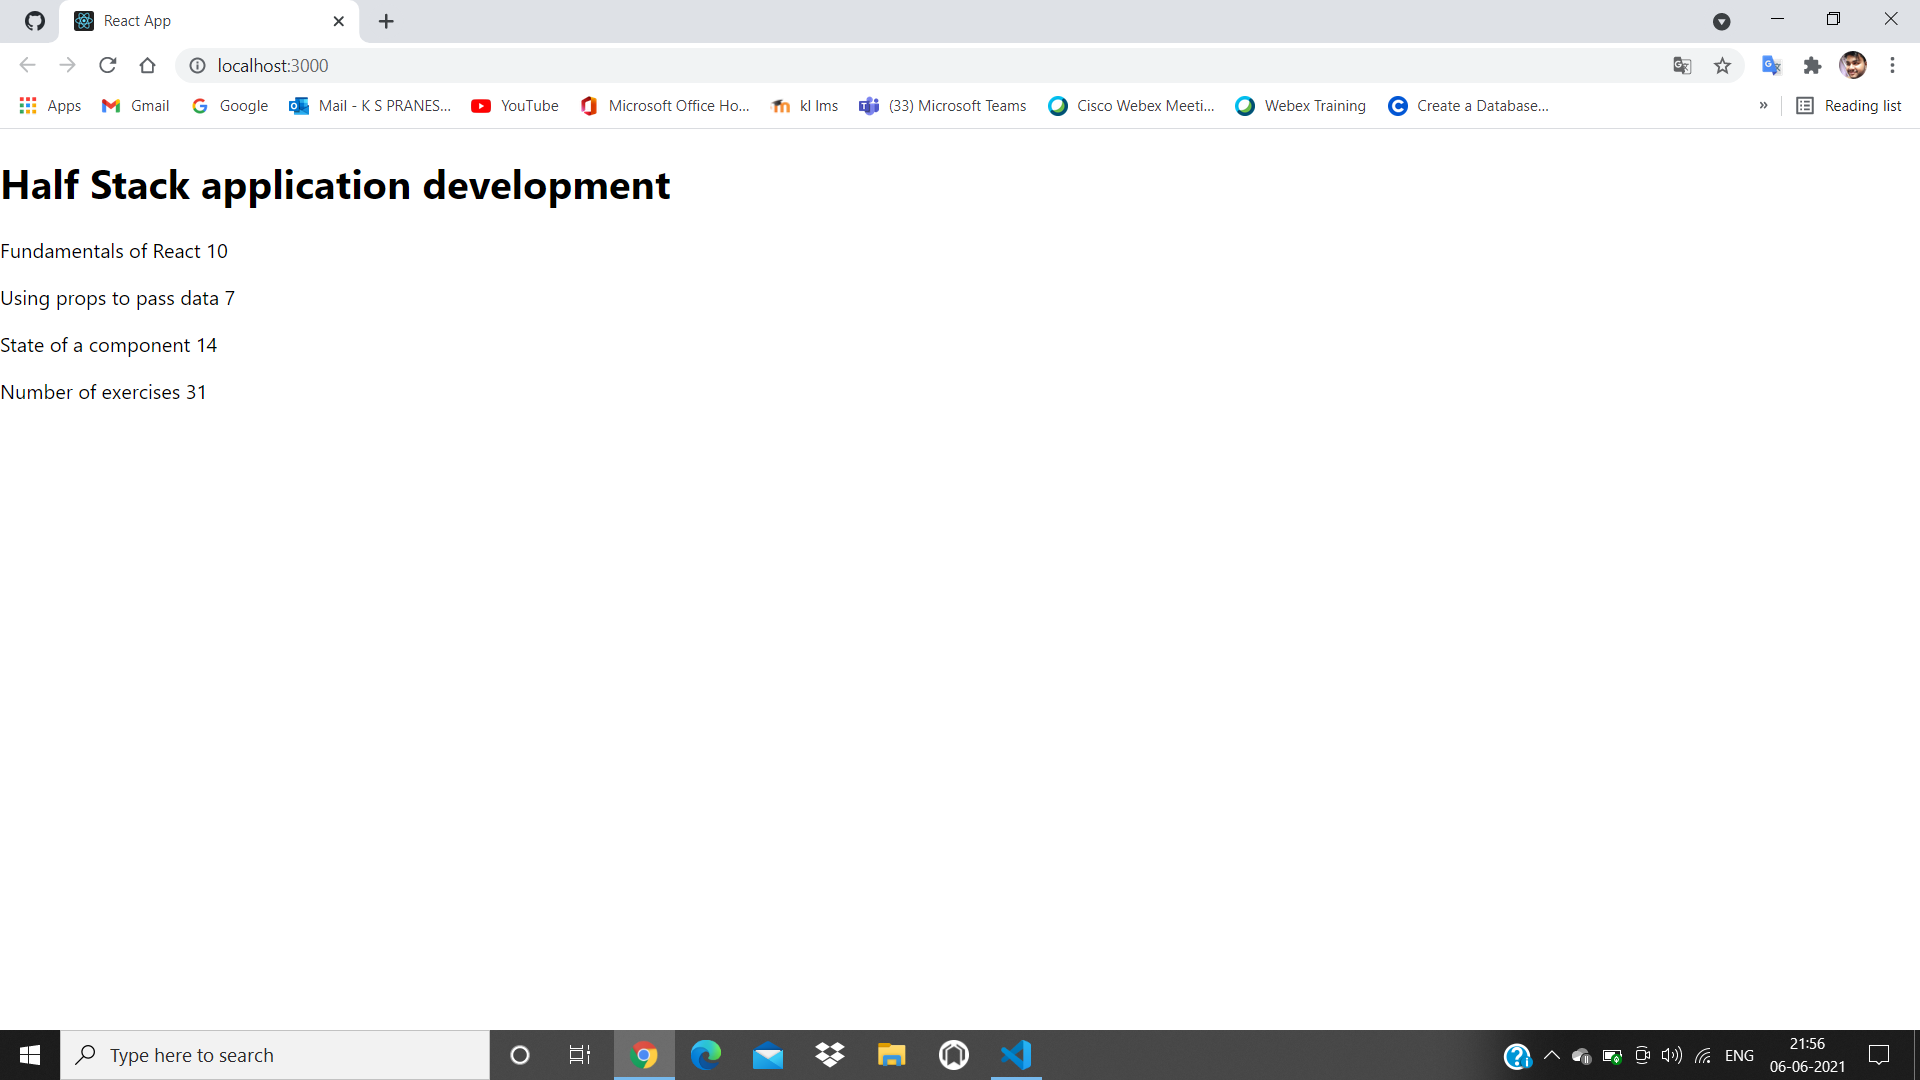 React App
localhost:3000
Apps Gmail Google Mail - K S PRANES... YouTube Microsoft Office Ho... kl lms (33) Microsoft Teams Cisco Webex Meeti... Webex Training Create a Database... » Reading list
Half Stack application development
Fundamentals of React 10
Using props to pass data 7
State of a component 14
Number of exercises 31
Type here to search
ENG
21:56
06-06-2021